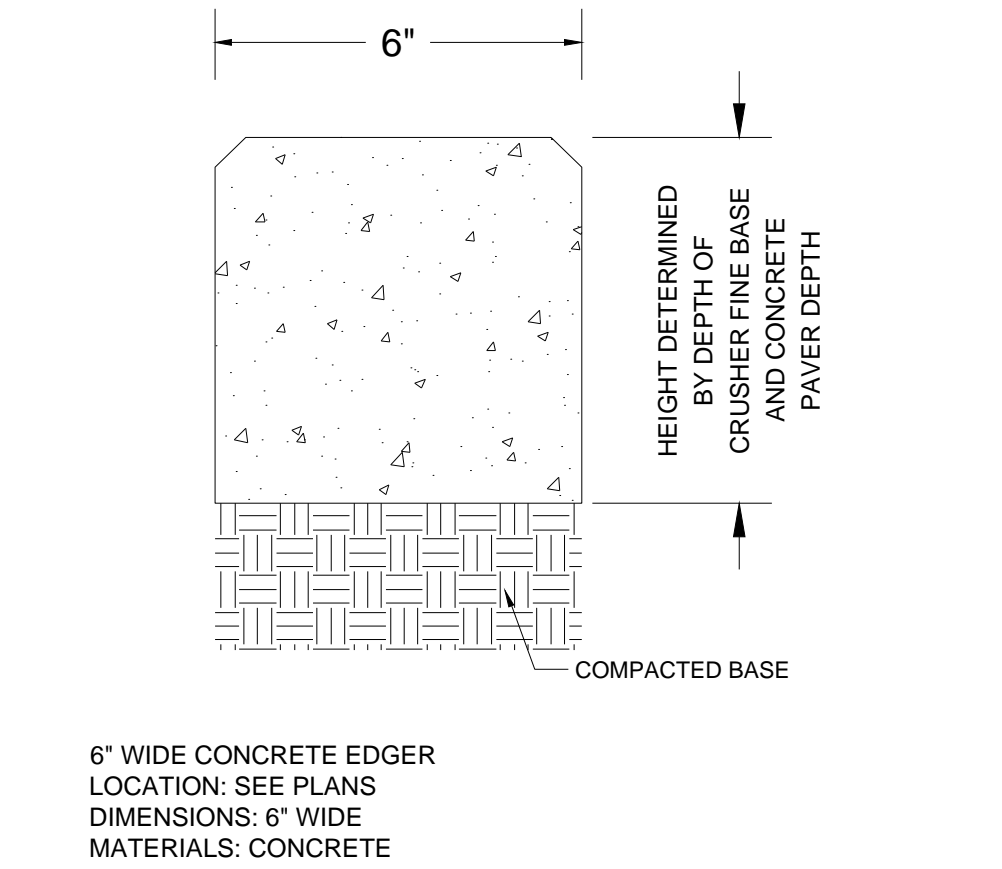 6"
HEIGHT DETERMINED
BY DEPTH OF
CRUSHER FINE BASE
AND CONCRETE
PAVER DEPTH
COMPACTED BASE
6" WIDE CONCRETE EDGER
LOCATION: SEE PLANS
DIMENSIONS: 6" WIDE
MATERIALS: CONCRETE